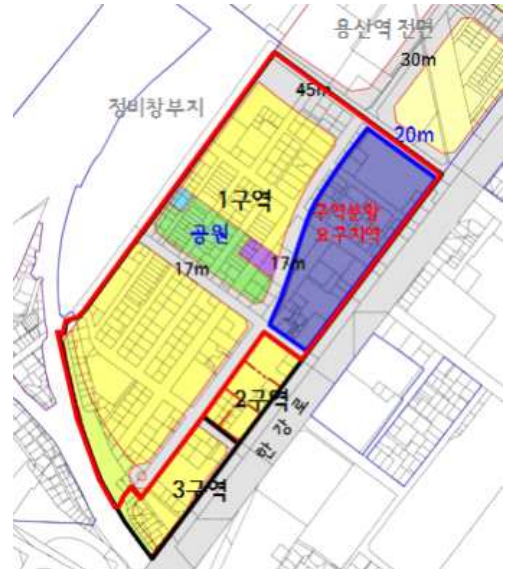 용산역 전면
30m
45m
정비창부지
20m
1구역
구역분할
요구지역
공원
17m
17m
2구역
한강로
3구역